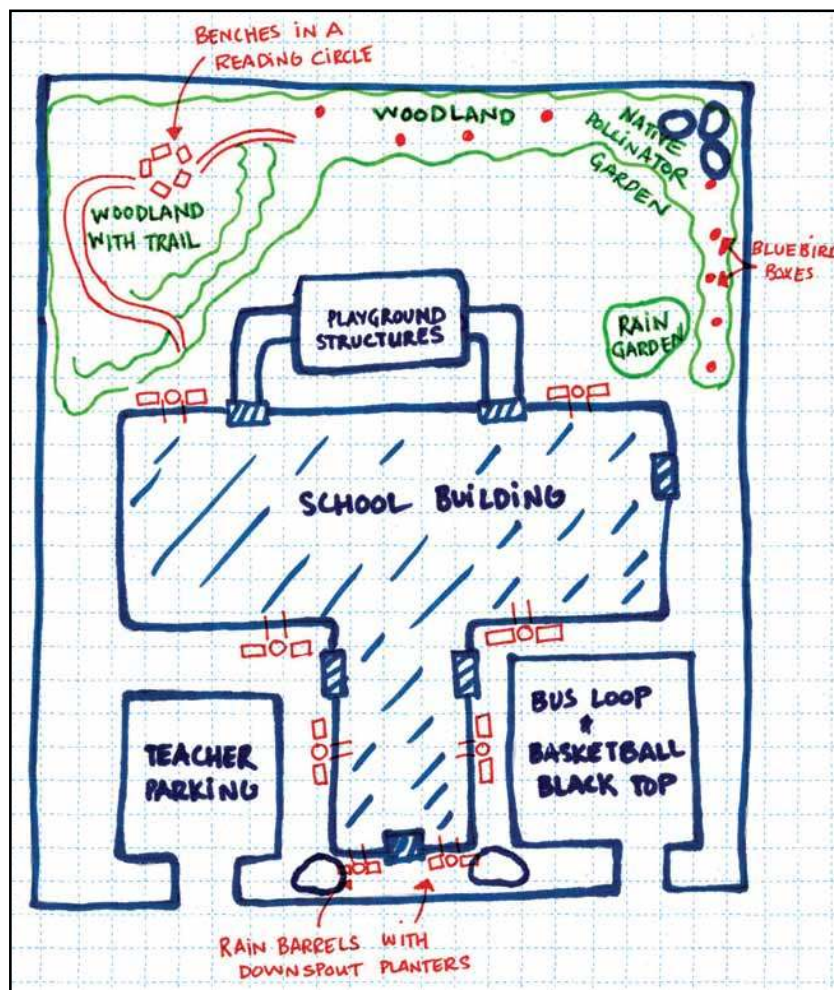 BENCHES IN A
READING CIRCLE
WOODLAND
NATIVE
POLLINATOR
GARDEN
WOODLAND
WITH TRAIL
BLUEBIRD
BOXES
PLAYGROUND
STRUCTURES
RAIN
GARDEN
SCHOOL BUILDING
TEACHER
PARKING
BUS LOOP
*
BASKETBALL
BLACK TOP
RAIN BARRELS WITH
DOWNSPOUT PLANTERS